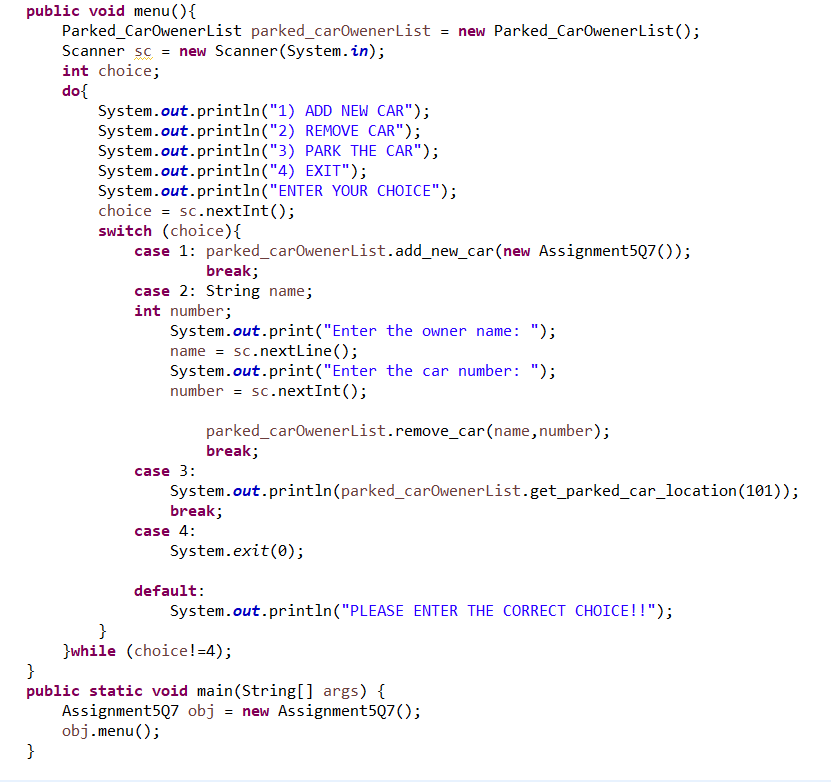 public void menu(){
Parked_CarOwenerList parked_carOwenerList = new Parked_CarOwenerList();
Scanner sc = new Scanner(System.in);
int choice;
do{
System.out.println("1) ADD NEW CAR");
System.out.println("2) REMOVE CAR");
System.out.println("3) PARK THE CAR");
System.out.println("4) EXIT");
System.out.println("ENTER YOUR CHOICE");
choice = sc.nextInt();
switch (choice){
case 1: parked_carOwenerList.add_new_car(new Assignment5Q7());
break;
case 2: String name;
int number;
System.out.print("Enter the owner name: ");
name = sc.nextLine();
System.out.print("Enter the car number: ");
number = sc.nextInt();
parked_carOwenerList.remove_car(name,number);
break;
case 3:
System.out.println(parked_carOwenerList.get_parked_car_location(101));
break;
case 4:
System.exit(0);
default:
System.out.println("PLEASE ENTER THE CORRECT CHOICE!!");
}
}while (choice!=4);
}
public static void main(String[] args) {
Assignment5Q7 obj = new Assignment5Q7();
obj.menu();
}